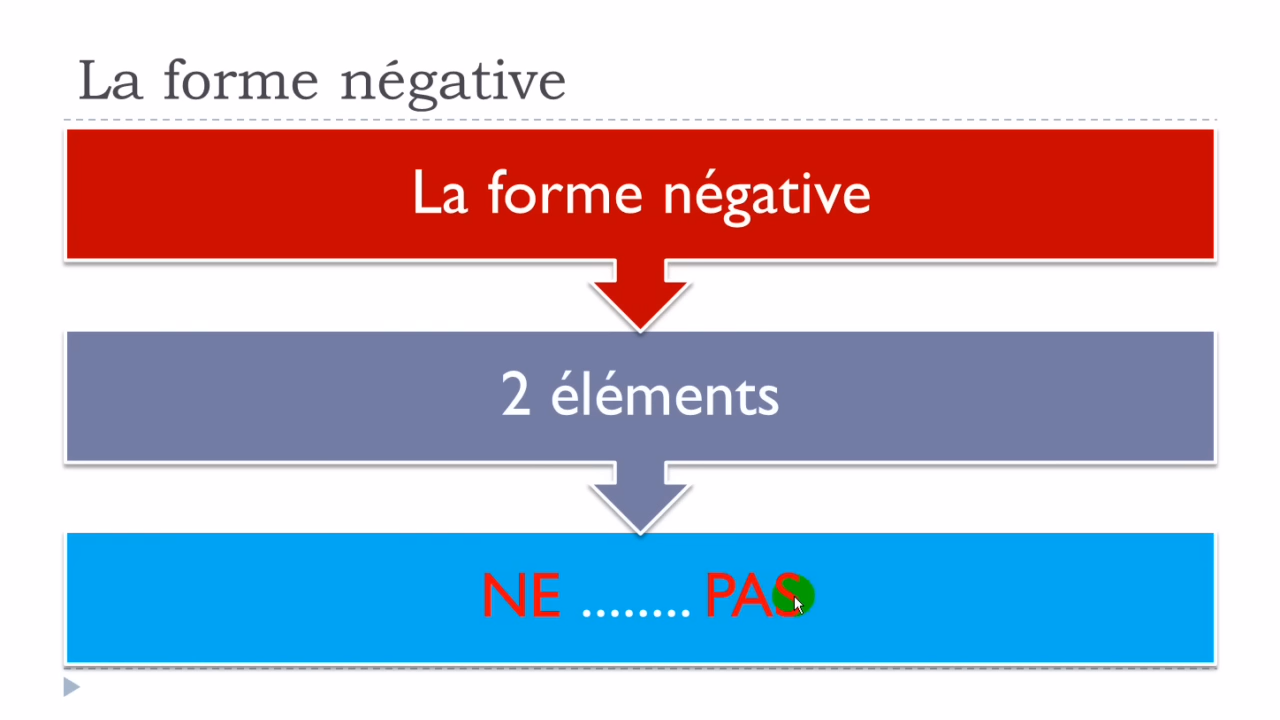 La forme négative
La forme négative
2 éléments
NE ........ PAS